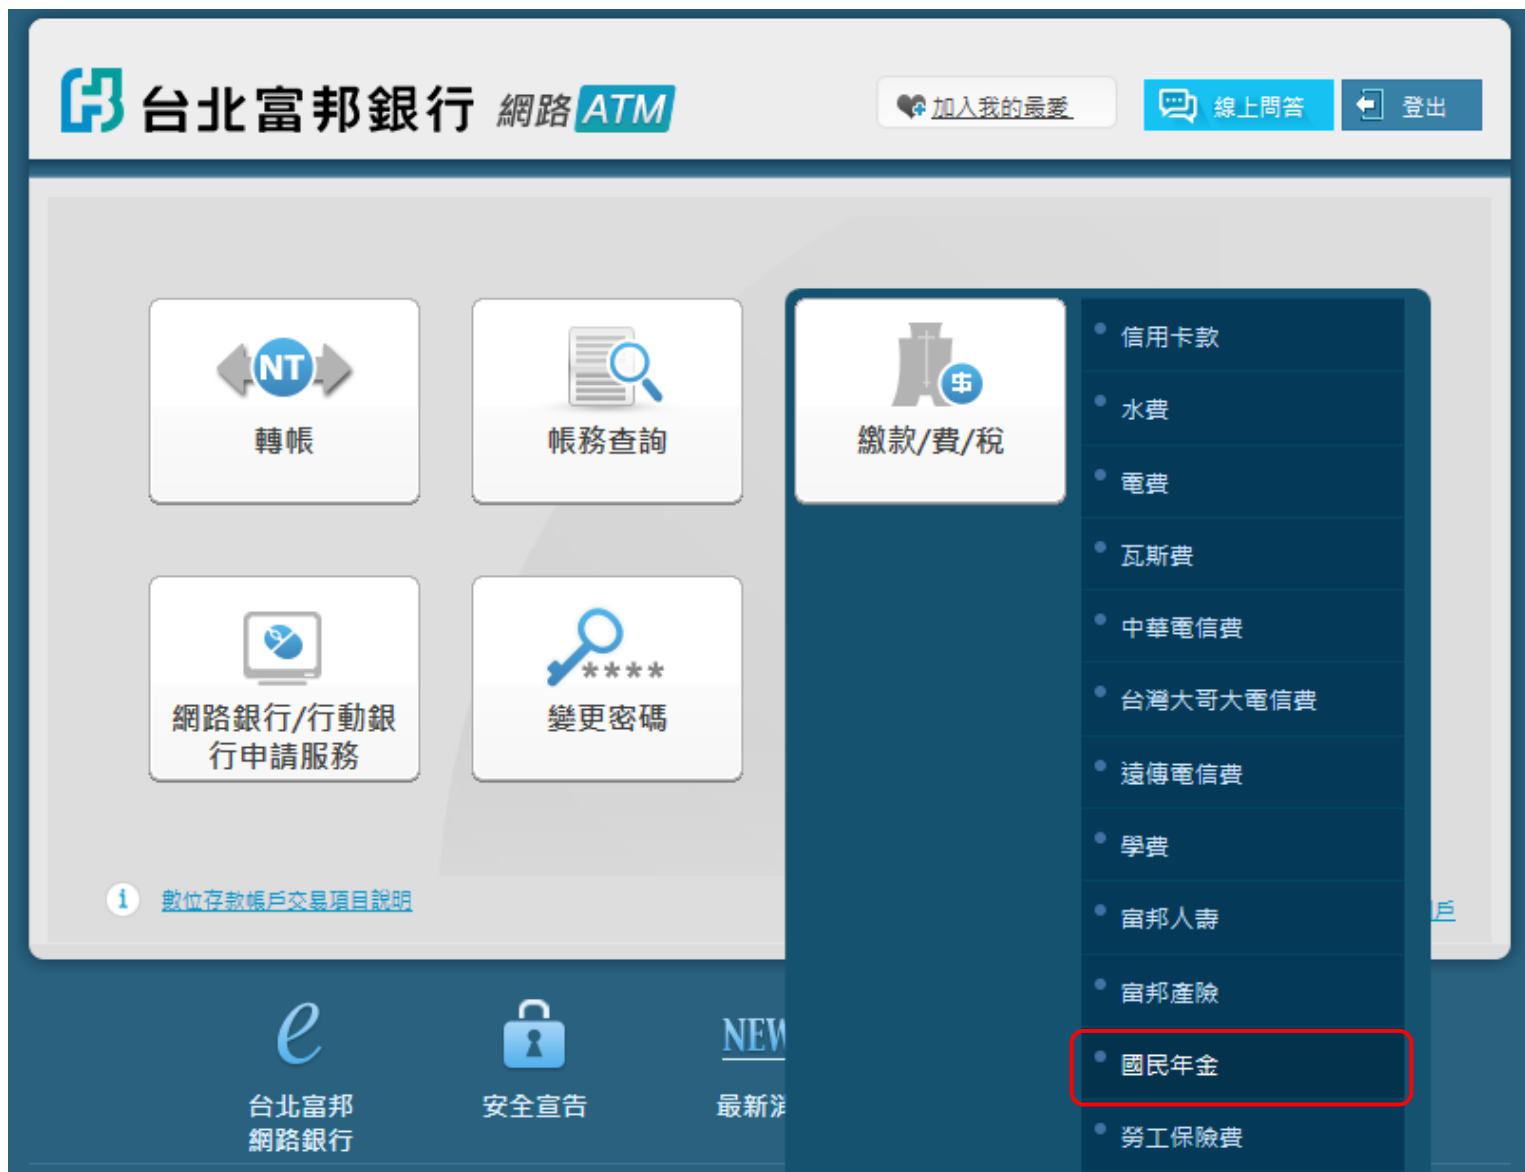 台北富邦銀行 網路ATM
加入我的最愛
線上問答
登出
NT
轉帳
帳務查詢
繳款/費/稅
信用卡款
水費
電費
瓦斯費
中華電信費
台灣大哥大電信費
遠傳電信費
學費
富邦人壽
富邦產險
國民年金
勞工保險費
網路銀行/行動銀
行申請服務
****
變更密碼
i
數位存款帳戶交易項目說明
戶
e
台北富邦
網路銀行
安全宣告
NEW
最新消